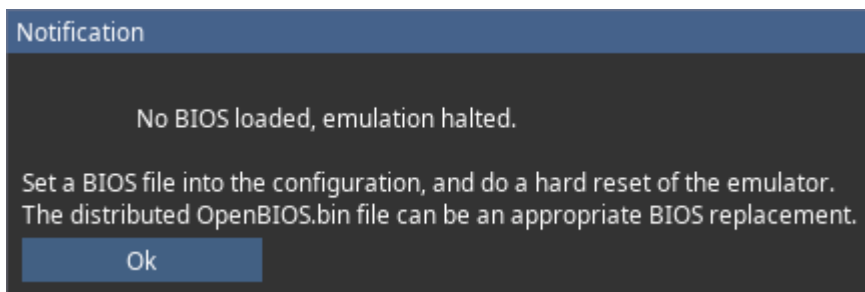 Notification
No BIOS loaded, emulation halted.
Set a BIOS file into the configuration, and do a hard reset of the emulator.
The distributed OpenBIOS.bin file can be an appropriate BIOS replacement.
Ok